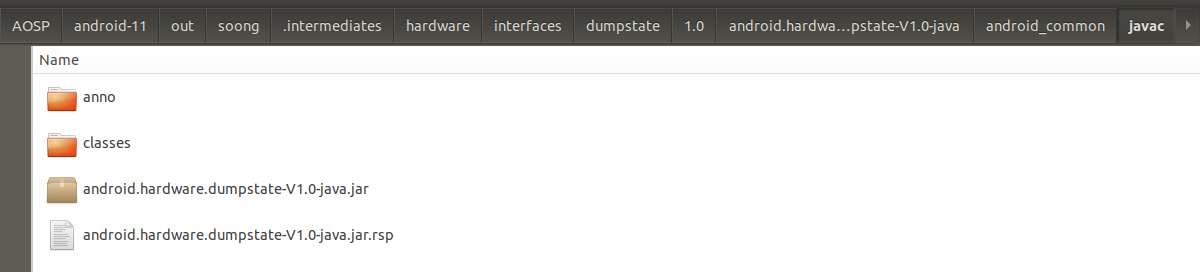 AOSP android-11 out soong .intermediates hardware interfaces dumpstate 1.0 android.hardwa…pstate-V1.0-java android_common javac
Name
anno
classes
android.hardware.dumpstate-V1.0-java.jar
android.hardware.dumpstate-V1.0-java.jar.rsp